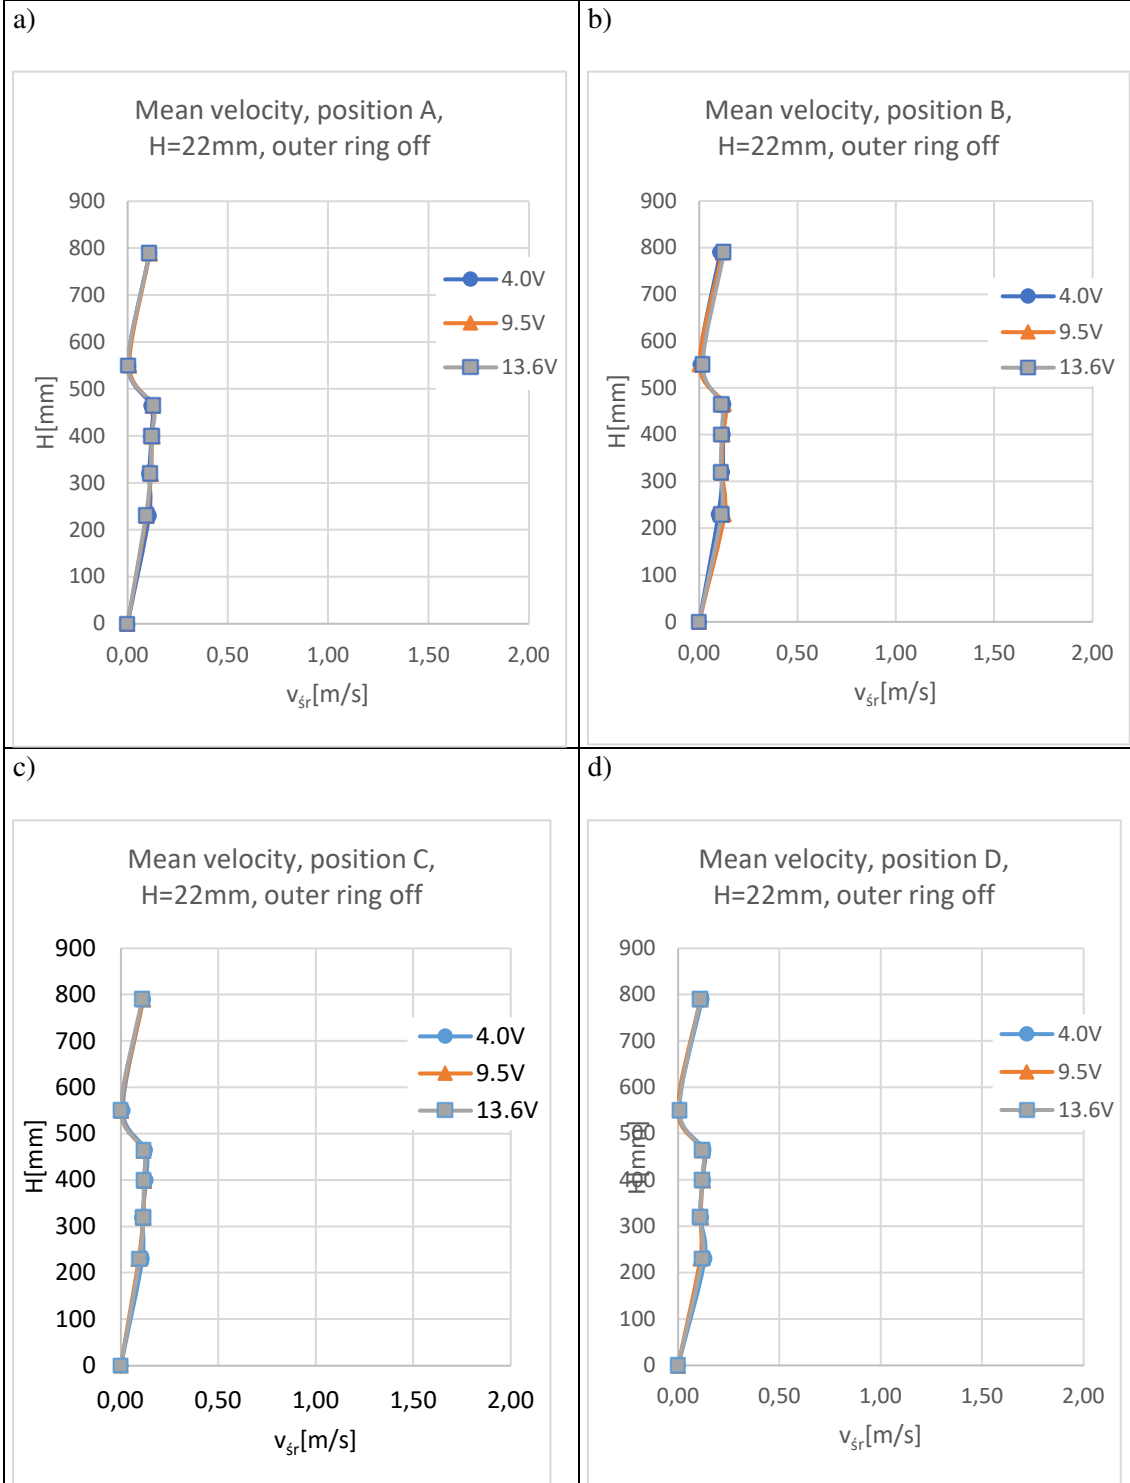 a)
Mean velocity, position A,
H=22mm, outer ring off
900
800
700
600
500
400
300
200
100
0
H[mm]
0,00 0,50 1,00 1,50 2,00
v_śr[m/s]
4.0V
9.5V
13.6V
b)
Mean velocity, position B,
H=22mm, outer ring off
900
800
700
600
500
400
300
200
100
0
H[mm]
0,00 0,50 1,00 1,50 2,00
v_śr[m/s]
4.0V
9.5V
13.6V
c)
Mean velocity, position C,
H=22mm, outer ring off
900
800
700
600
500
400
300
200
100
0
H[mm]
0,00 0,50 1,00 1,50 2,00
v_śr[m/s]
4.0V
9.5V
13.6V
d)
Mean velocity, position D,
H=22mm, outer ring off
900
800
700
600
500
400
300
200
100
0
H[mm]
0,00 0,50 1,00 1,50 2,00
v_śr[m/s]
4.0V
9.5V
13.6V